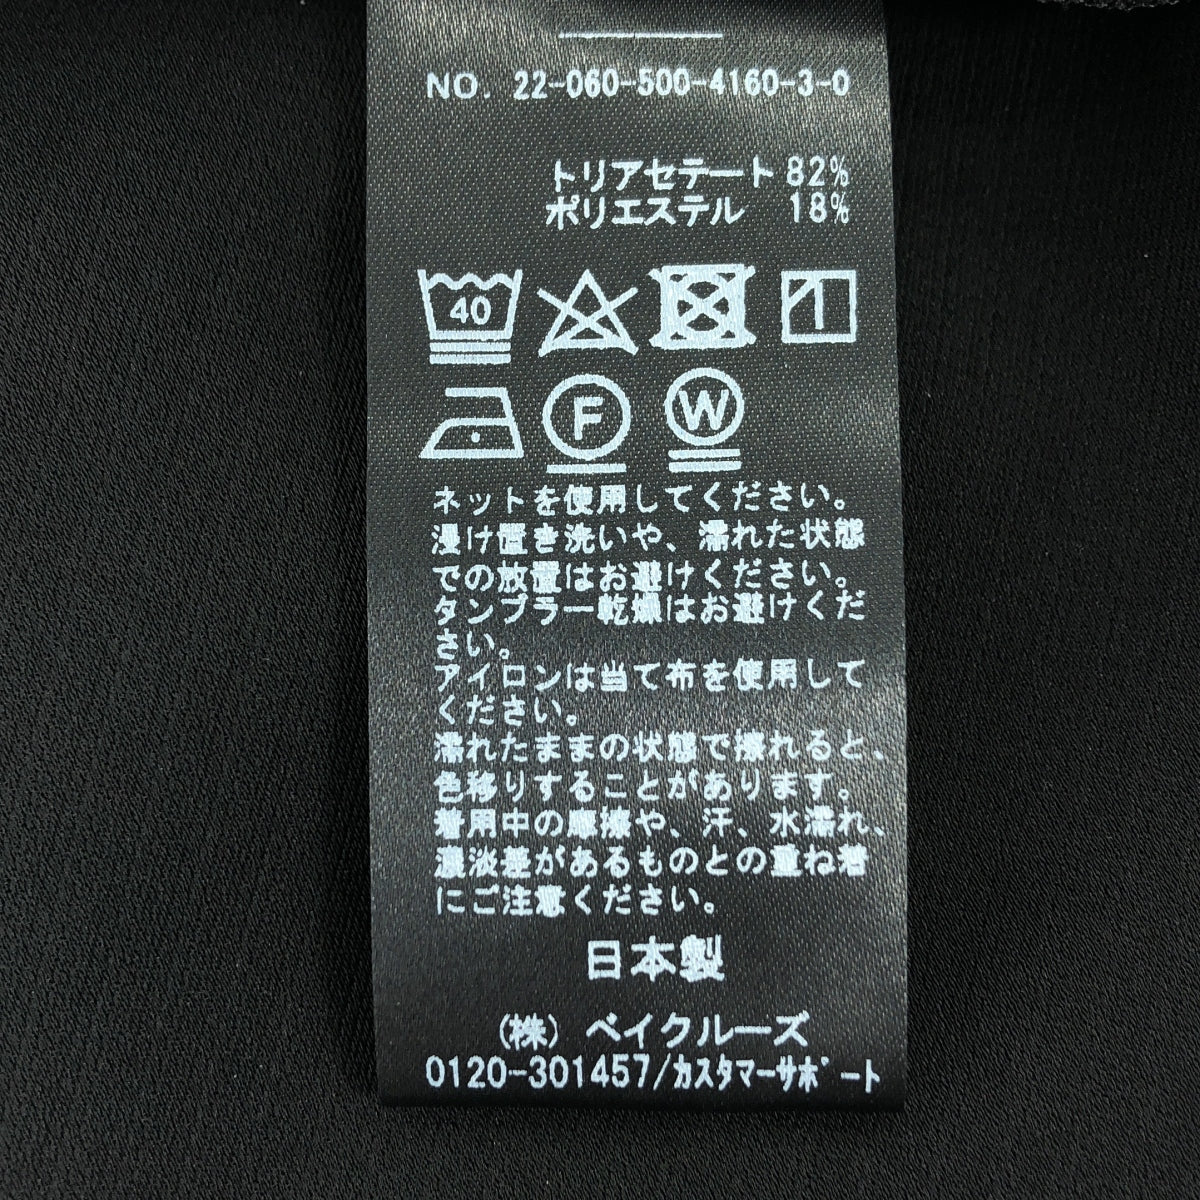 NO. 22-060-500-4160-3-0
トリアセテート 82%
ポリエステル 18%
40
F
W
ネットを使用してください。
浸け置き洗いや、濡れた状態
での放置はお避けください。
タンブラー乾燥はお避けくだ
さい。
アイロンは当て布を使用して
ください。
濡れたままの状態で擦れると、
色移りすることがあります。
着用中の摩擦や、汗、水濡れ、
濃淡差があるものとの重ね着
にご注意ください。
日本製
(株) ベイクルーズ
0120-301457/カスタマーサポート